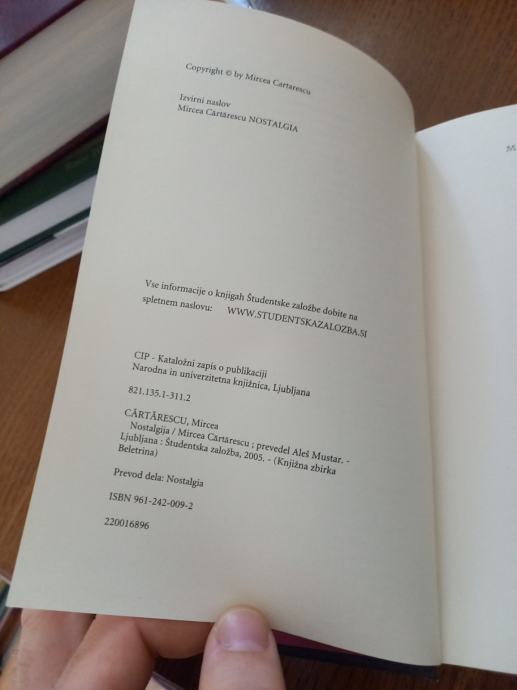 Copyright © by Mircea Cartarescu
Izvirni naslov
Mircea Cărtărescu NOSTALGIA
Vse informacije o knjigah Študentske založbe dobite na
spletnem naslovu: WWW.STUDENTSKAZALOZBA.SI
CIP - Kataložni zapis o publikaciji
Narodna in univerzitetna knjižnica, Ljubljana
821.135.1-311.2
CĂRTĂRESCU, Mircea
Nostalgija / Mircea Cărtărescu ; prevedel Aleš Mustar. -
Ljubljana : Študentska založba, 2005. - (Knjižna zbirka
Beletrina)
Prevod dela: Nostalgia
ISBN 961-242-009-2
220016896